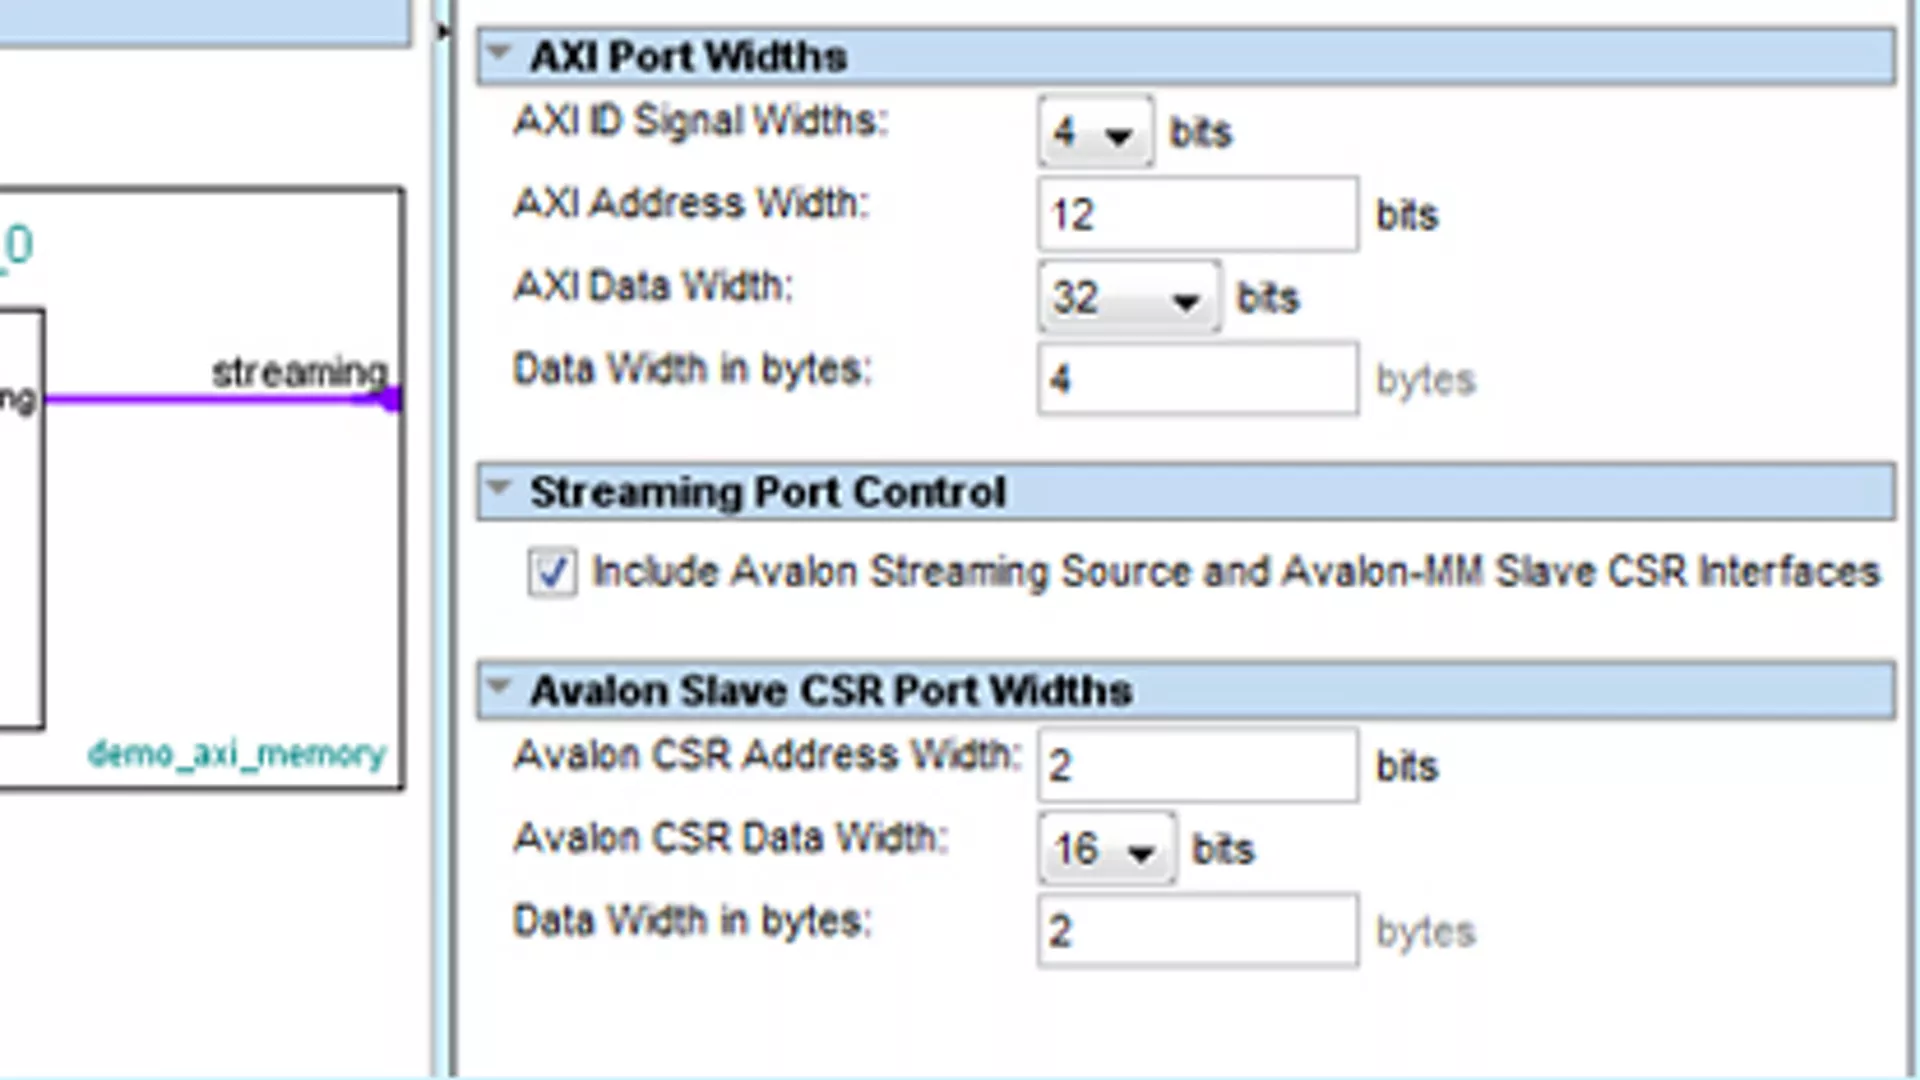 _0
ng
streaming
demo_axi_memory
AXI Port Widths
AXI ID Signal Widths: 4 bits
AXI Address Width: 12 bits
AXI Data Width: 32 bits
Data Width in bytes: 4 bytes
Streaming Port Control
Include Avalon Streaming Source and Avalon-MM Slave CSR Interfaces
Avalon Slave CSR Port Widths
Avalon CSR Address Width: 2 bits
Avalon CSR Data Width: 16 bits
Data Width in bytes: 2 bytes